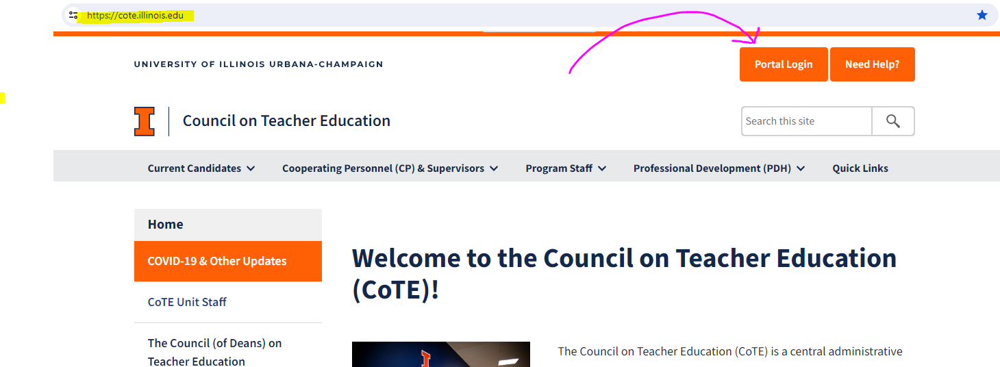 https://cote.illinois.edu
UNIVERSITY OF ILLINOIS URBANA-CHAMPAIGN
Portal Login
Need Help?
I
Council on Teacher Education
Search this site
Current Candidates
Cooperating Personnel (CP) & Supervisors
Program Staff
Professional Development (PDH)
Quick Links
Home
COVID-19 & Other Updates
CoTE Unit Staff
The Council (of Deans) on
Teacher Education
Welcome to the Council on Teacher Education
(CoTE)!
I
The Council on Teacher Education (CoTE) is a central administrative